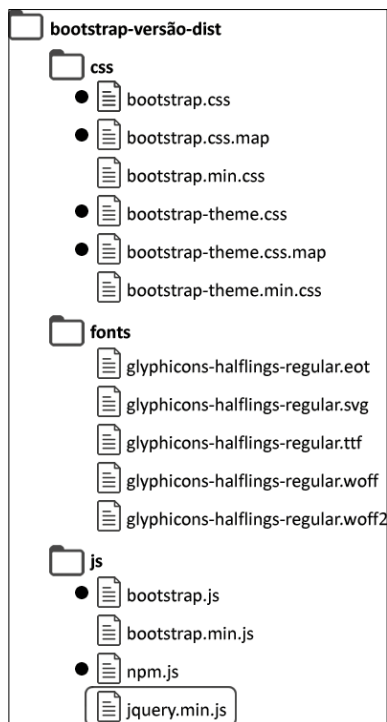 bootstrap-versão-dist
css
bootstrap.css
bootstrap.css.map
bootstrap.min.css
bootstrap-theme.css
bootstrap-theme.css.map
bootstrap-theme.min.css
fonts
glyphicons-halflings-regular.eot
glyphicons-halflings-regular.svg
glyphicons-halflings-regular.ttf
glyphicons-halflings-regular.woff
glyphicons-halflings-regular.woff2
js
bootstrap.js
bootstrap.min.js
npm.js
jquery.min.js